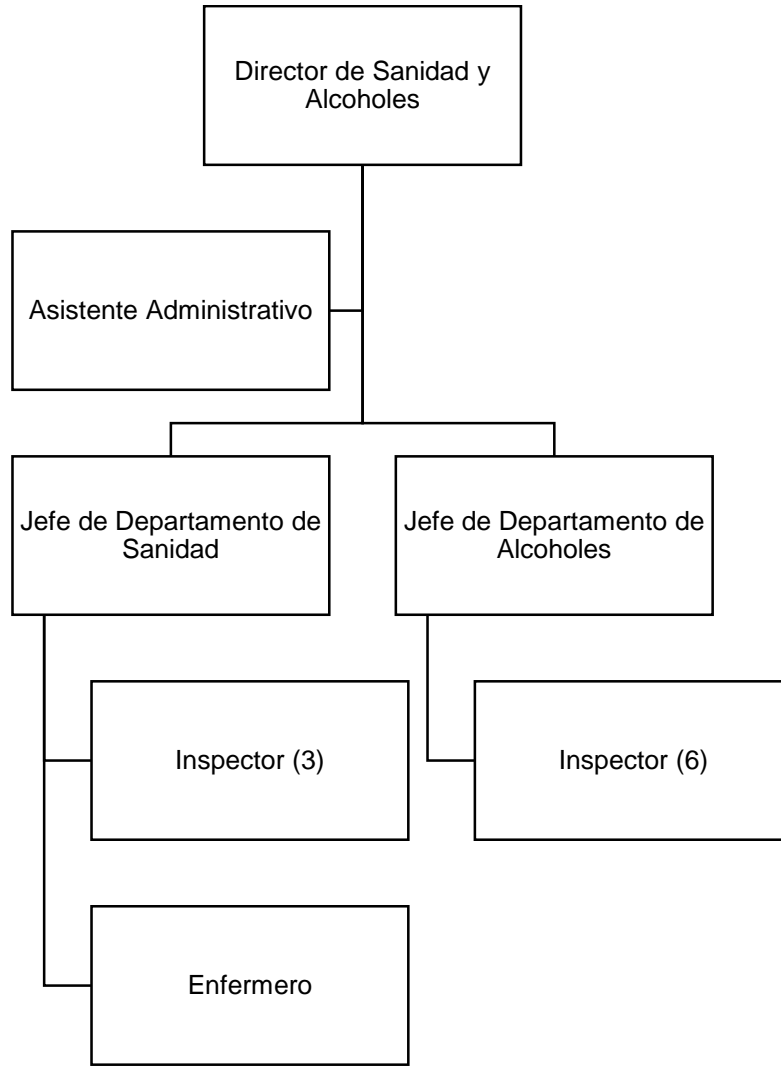 Director de Sanidad y
Alcoholes
Asistente Administrativo
Jefe de Departamento de
Sanidad
Jefe de Departamento de
Alcoholes
Inspector (3)
Inspector (6)
Enfermero